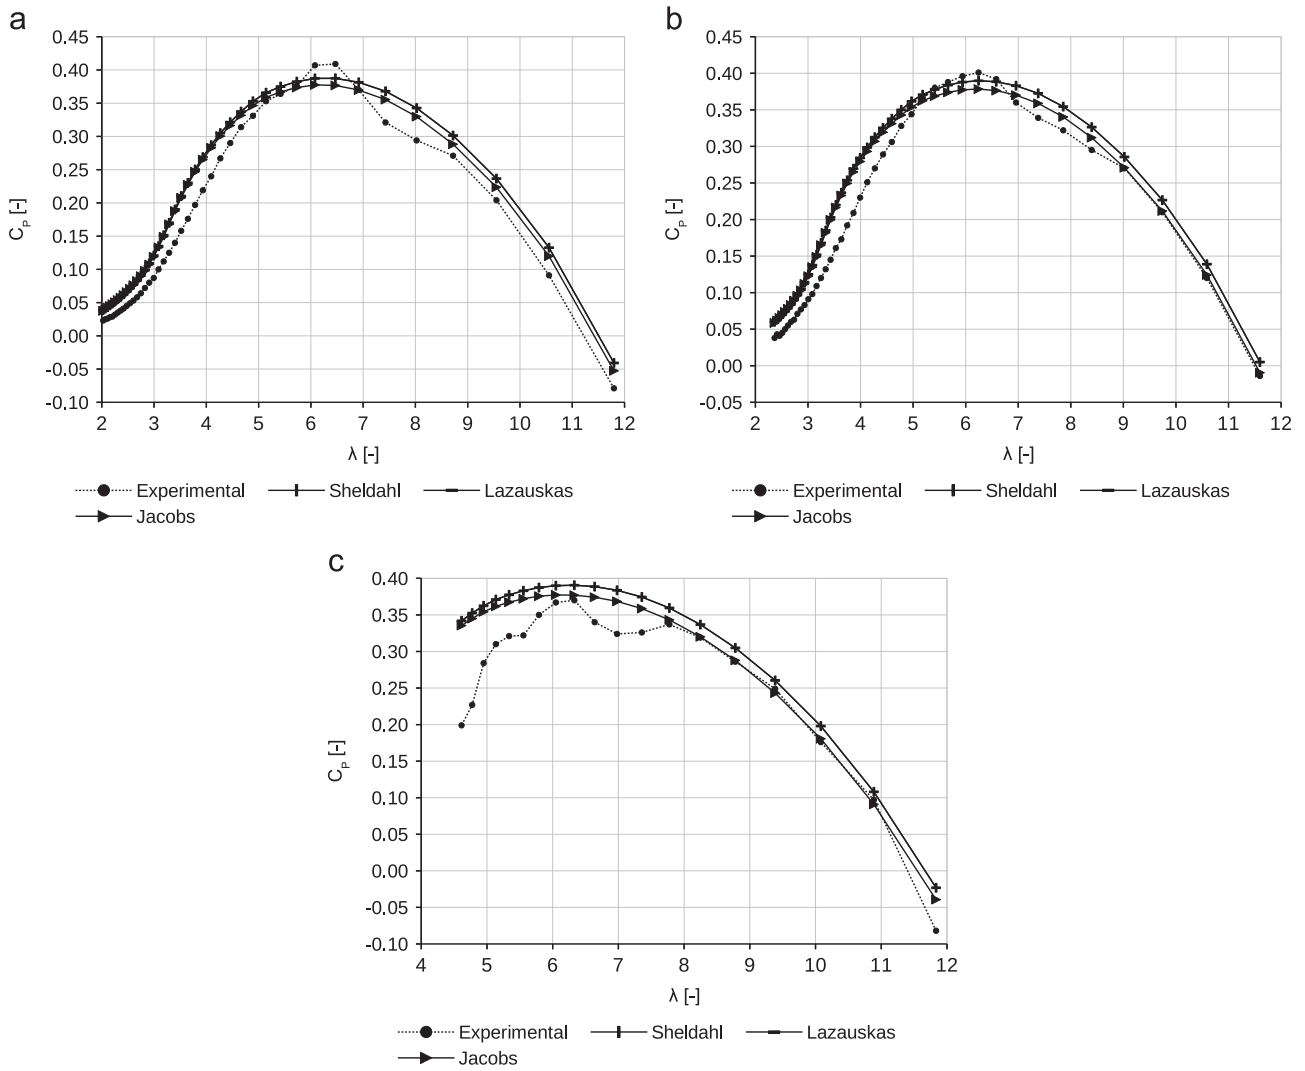 a
0.45
0.40
0.35
0.30
0.25
0.20
0.15
0.10
0.05
0.00
-0.05
-0.10
C_P [-]
2 3 4 5 6 7 8 9 10 11 12
λ [-]
Experimental Sheldahl Lazauskas
Jacobs
b
0.45
0.40
0.35
0.30
0.25
0.20
0.15
0.10
0.05
0.00
-0.05
C_P [-]
2 3 4 5 6 7 8 9 10 11 12
λ [-]
Experimental Sheldahl Lazauskas
Jacobs
c
0.40
0.35
0.30
0.25
0.20
0.15
0.10
0.05
0.00
-0.05
-0.10
C_P [-]
4 5 6 7 8 9 10 11 12
λ [-]
Experimental Sheldahl Lazauskas
Jacobs